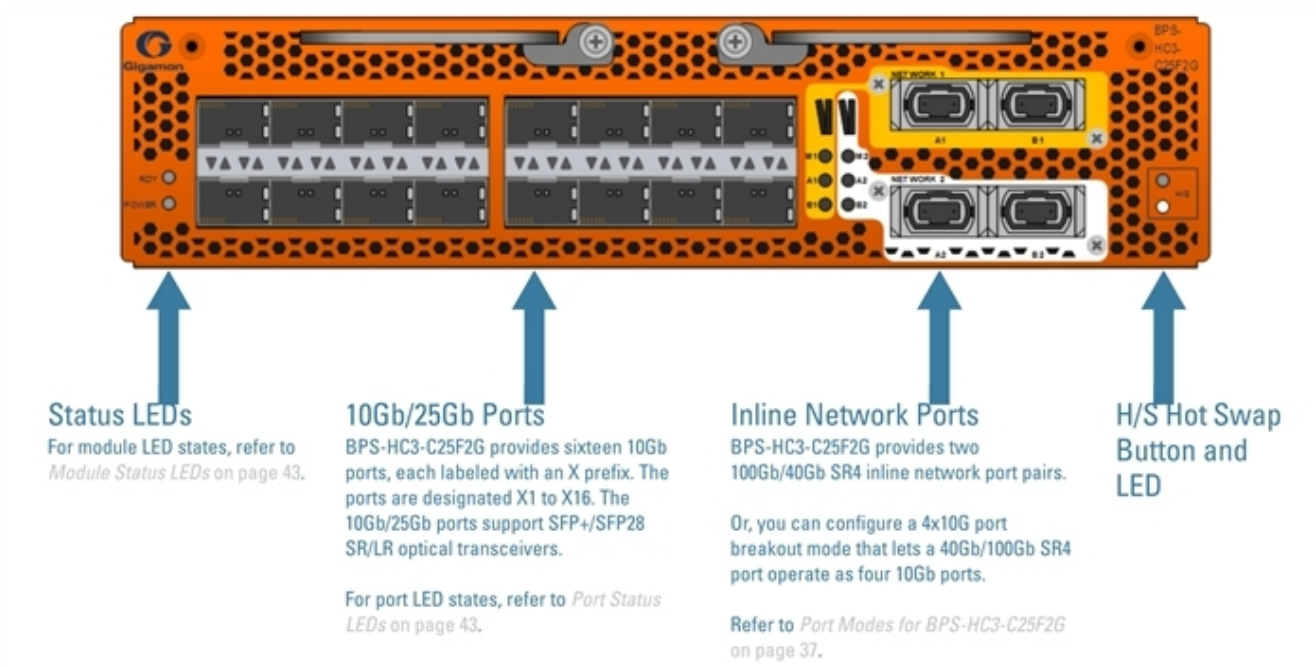 Gigamon
BPS-
HC3-
C25F2G
NETWORK 1
A1
B1
M1
M2
A1
A2
B1
B2
NETWORK 2
A2
B2
RDY
POWER
H/S
Status LEDs
For module LED states, refer to
Module Status LEDs on page 43.
10Gb/25Gb Ports
BPS-HC3-C25F2G provides sixteen 10Gb
ports, each labeled with an X prefix. The
ports are designated X1 to X16. The
10Gb/25Gb ports support SFP+/SFP28
SR/LR optical transceivers.
For port LED states, refer to Port Status
LEDs on page 43.
Inline Network Ports
BPS-HC3-C25F2G provides two
100Gb/40Gb SR4 inline network port pairs.
Or, you can configure a 4x10G port
breakout mode that lets a 40Gb/100Gb SR4
port operate as four 10Gb ports.
Refer to Port Modes for BPS-HC3-C25F2G
on page 37.
H/S Hot Swap
Button and
LED